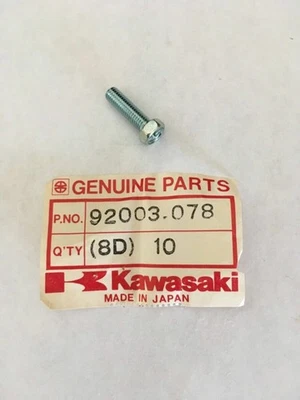 GENUINE PARTS
P.NO. 92003.078
Q'TY (8D) 10
Kawasaki
MADE IN JAPAN